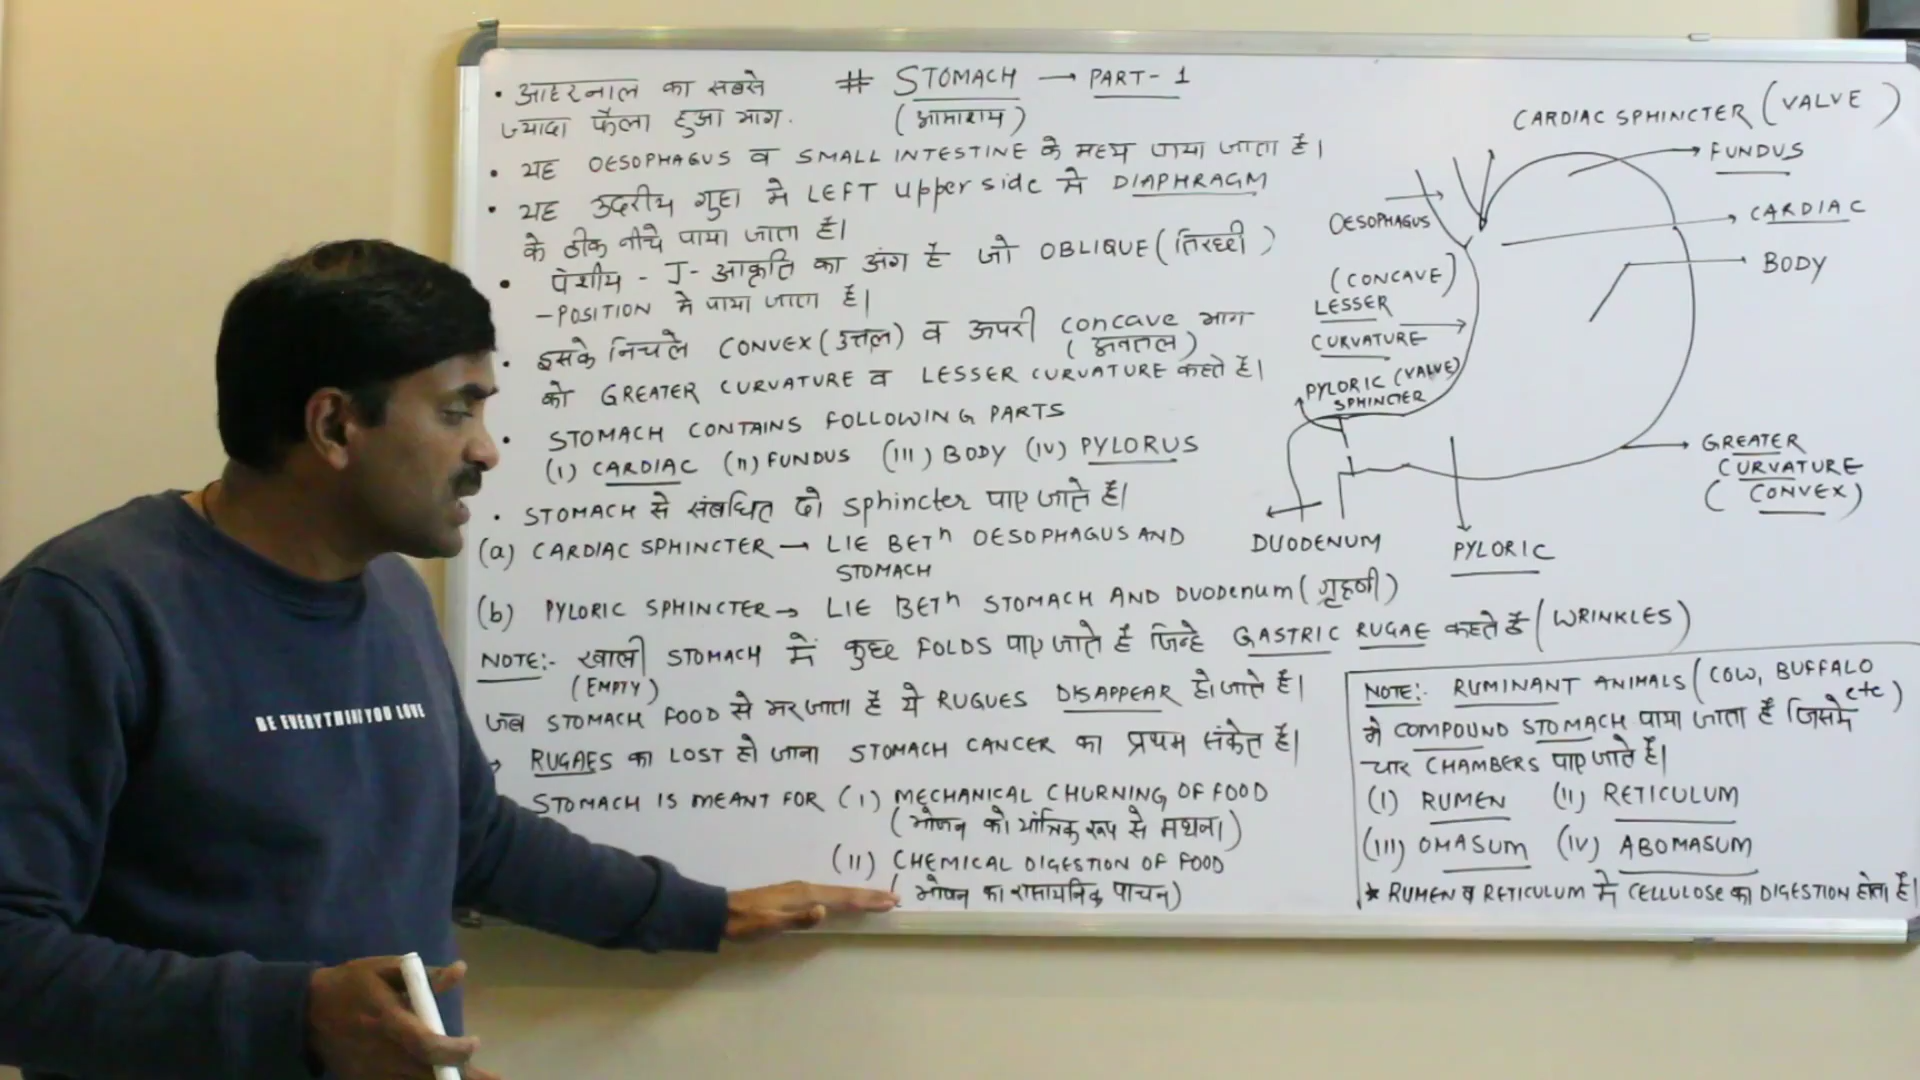 # STOMACH → PART-1
(आमाशय)
• आहारनाल का सबसे
ज्यादा फैला हुआ भाग.
• यह OESOPHAGUS व SMALL INTESTINE के मध्य पाया जाता है।
• यह उदरीय गुहा मे LEFT upper side मे DIAPHRAGM
के ठीक नीचे पाया जाता है।
• पेशीय - J- आकृति का अंग है जो OBLIQUE (तिरछी)
- POSITION मे पाया जाता है।
• इसके निचले CONVEX (उत्तल) व ऊपरी concave भाग
(अवतल)
को GREATER CURVATURE व LESSER CURVATURE कहते है।
• STOMACH CONTAINS FOLLOWING PARTS
(I) CARDIAC (II) FUNDUS (III) BODY (IV) PYLORUS
• STOMACH से संबंधित दो sphincter पाए जाते है।
(a) CARDIAC SPHINCTER → LIE BETn OESOPHAGUS AND
STOMACH
(b) PYLORIC SPHINCTER → LIE BETn STOMACH AND DUODENUM (गृहणी)
NOTE:- खाली STOMACH में कुछ FOLDS पाए जाते है जिन्हे GASTRIC RUGAE कहते है (WRINKLES)
(EMPTY)
जब STOMACH FOOD से भर जाता है ये RUGUES DISAPPEAR हो जाते है।
→ RUGAES का LOST हो जाना STOMACH CANCER का प्रथम संकेत है।
STOMACH IS MEANT FOR (I) MECHANICAL CHURNING OF FOOD
(भोजन को यांत्रिक रूप से मथना)
(II) CHEMICAL DIGESTION OF FOOD
(भोजन का रासायनिक पाचन)
CARDIAC SPHINCTER (VALVE)
FUNDUS
CARDIAC
BODY
OESOPHAGUS
(CONCAVE)
LESSER
CURVATURE
PYLORIC (VALVE)
SPHINCTER
GREATER
CURVATURE
(CONVEX)
DUODENUM
PYLORIC
NOTE:- RUMINANT ANIMALS (COW, BUFFALO
etc)
मे COMPOUND STOMACH पाया जाता है जिसमे
चार CHAMBERS पाए जाते है।
(I) RUMEN (II) RETICULUM
(III) OMASUM (IV) ABOMASUM
* RUMEN व RETICULUM मे CELLULOSE का DIGESTION होता है।
BE EVERYTHING YOU LOVE